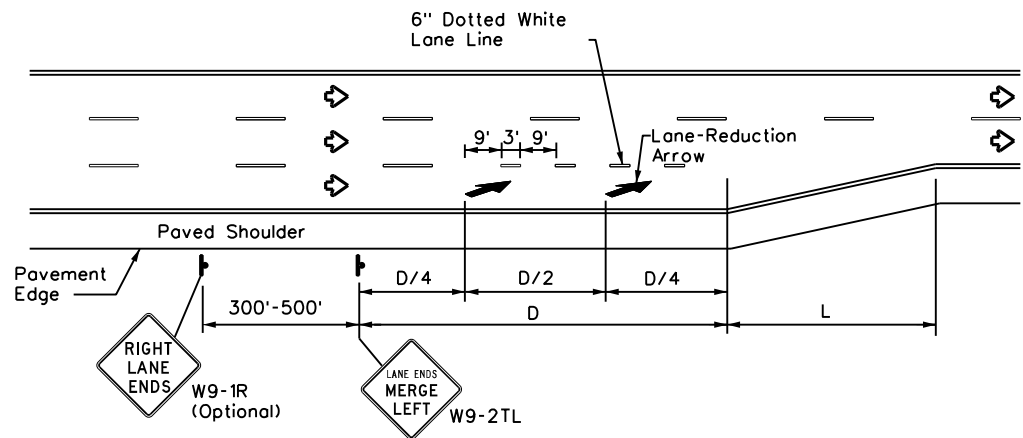 6" Dotted White
Lane Line
9' 3' 9'
Lane-Reduction
Arrow
Paved Shoulder
Pavement
Edge
D/4 D/2 D/4
300'-500' D L
RIGHT
LANE
ENDS
W9-1R
(Optional)
LANE ENDS
MERGE
LEFT
W9-2TL